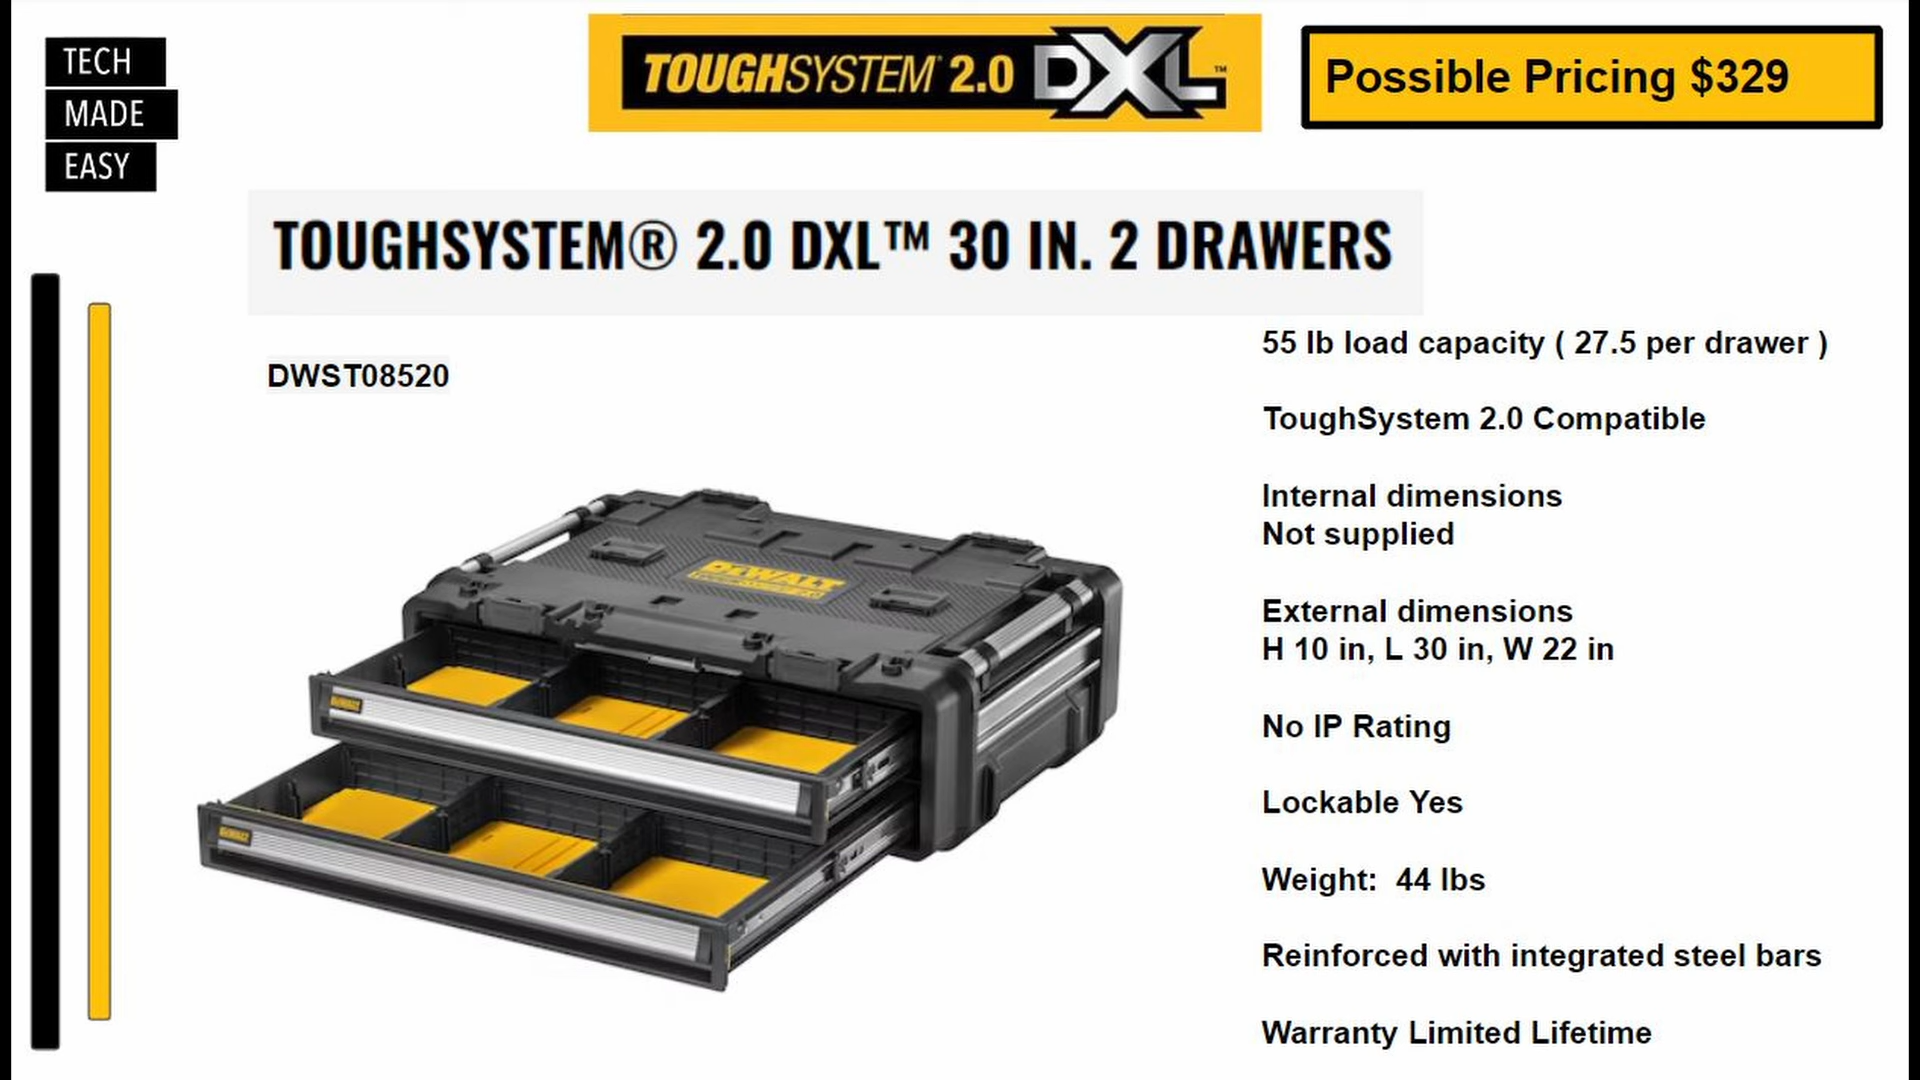 TECH
MADE
EASY
TOUGHSYSTEM 2.0 DXL™
Possible Pricing $329
TOUGHSYSTEM® 2.0 DXL™ 30 IN. 2 DRAWERS
DWST08520
55 lb load capacity ( 27.5 per drawer )
ToughSystem 2.0 Compatible
Internal dimensions
Not supplied
External dimensions
H 10 in, L 30 in, W 22 in
No IP Rating
Lockable Yes
Weight: 44 lbs
Reinforced with integrated steel bars
Warranty Limited Lifetime
DEWALT
DEWALT
DEWALT